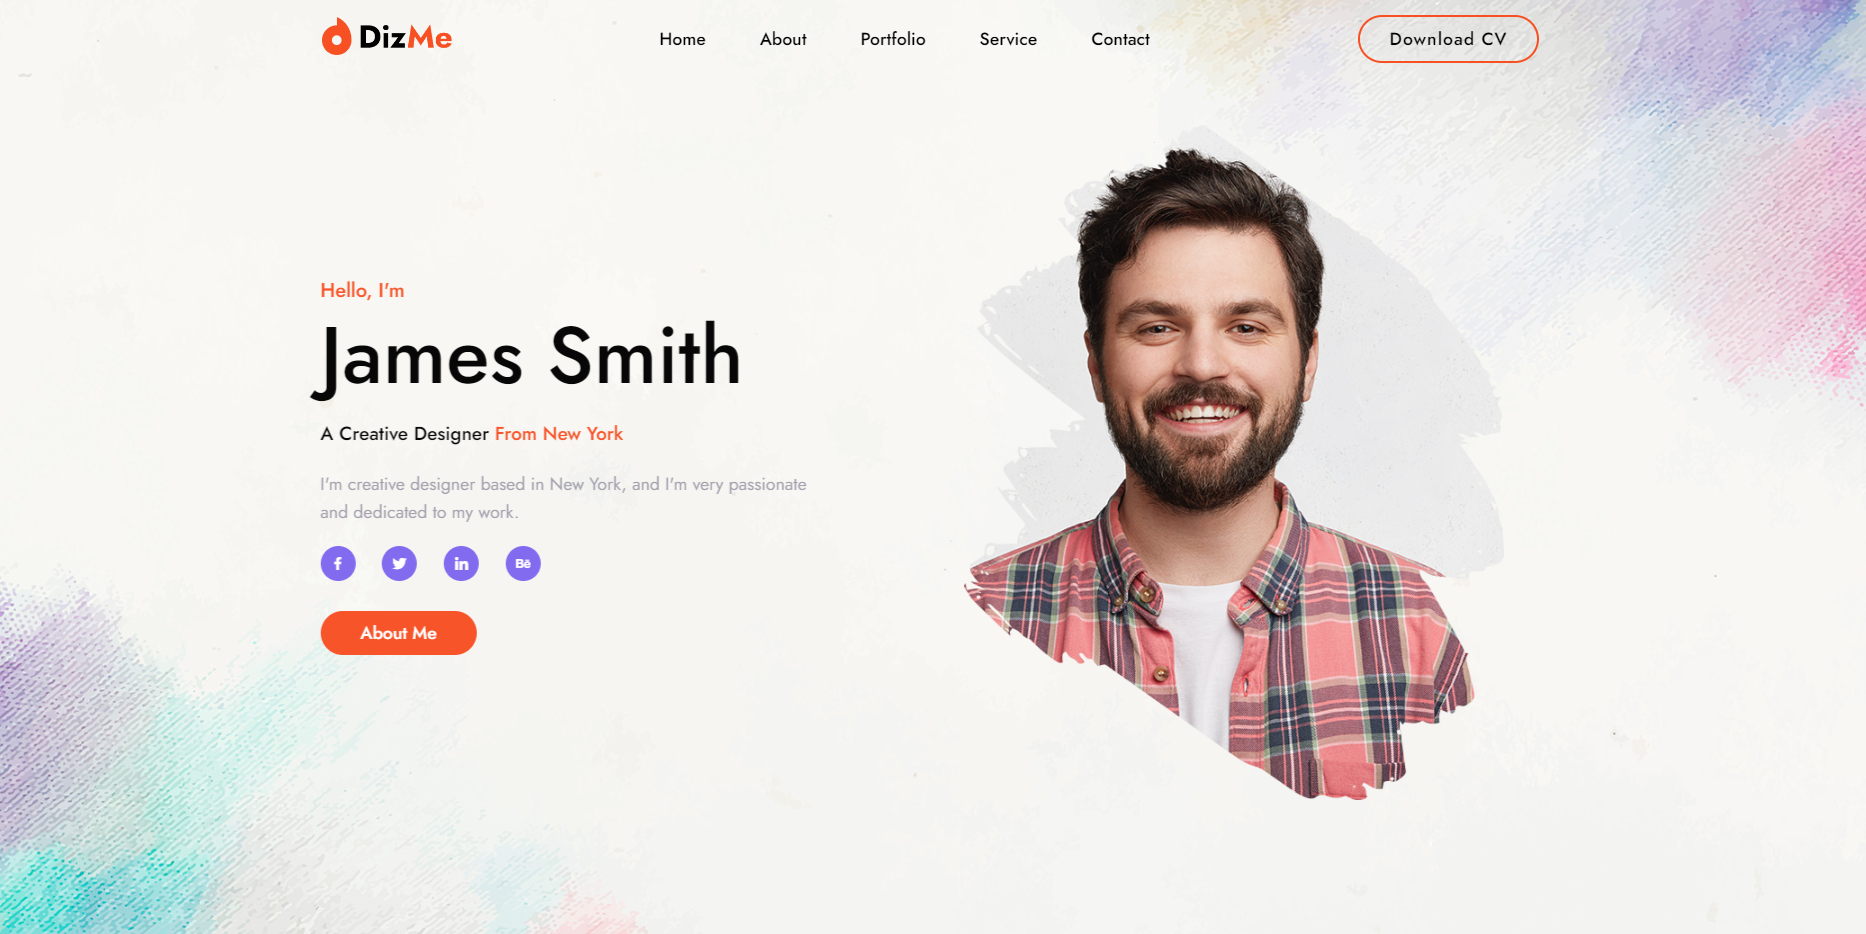 DizMe
Home
About
Portfolio
Service
Contact
Download CV
Hello, I'm
James Smith
A Creative Designer From New York
I'm creative designer based in New York, and I'm very passionate
and dedicated to my work.
Bē
About Me